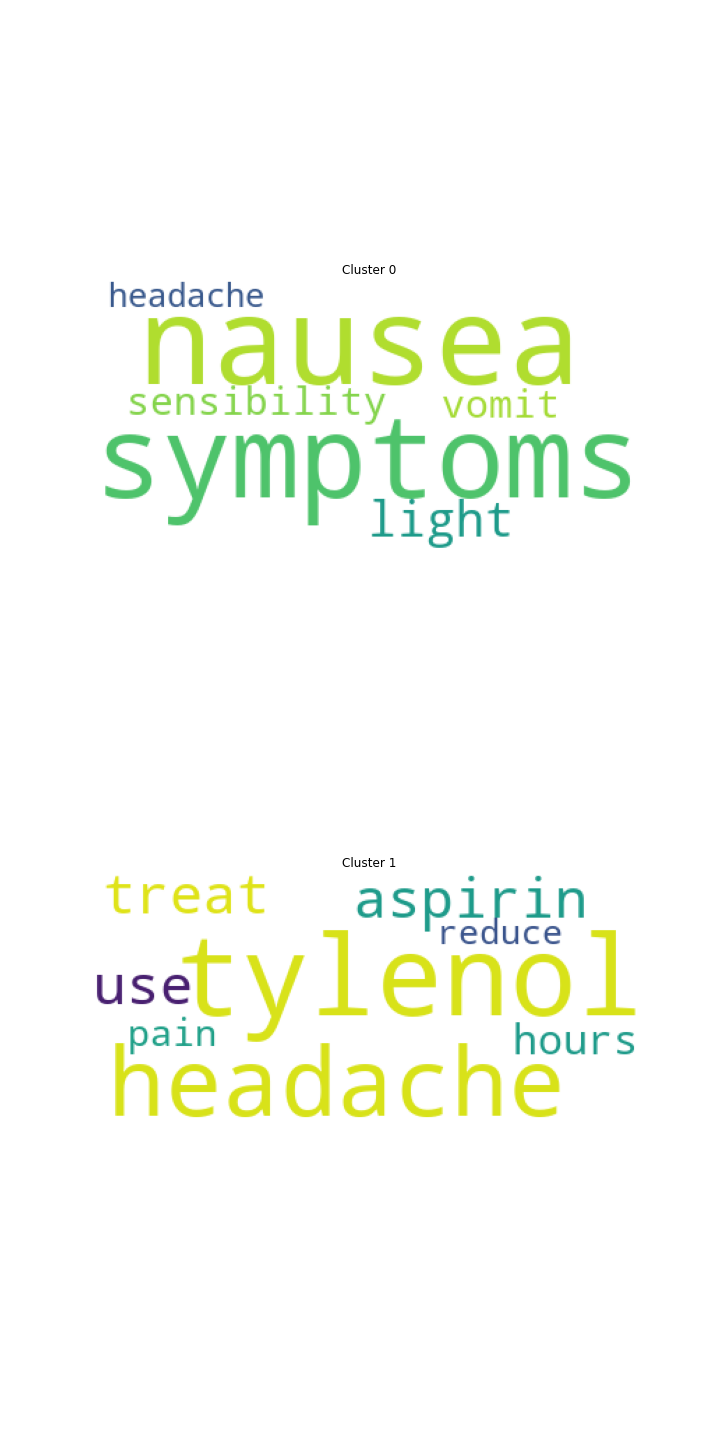 Cluster 0
headache
nausea
sensibility vomit
symptoms
light
Cluster 1
treat aspirin
reduce
tylenol
use
pain hours
headache